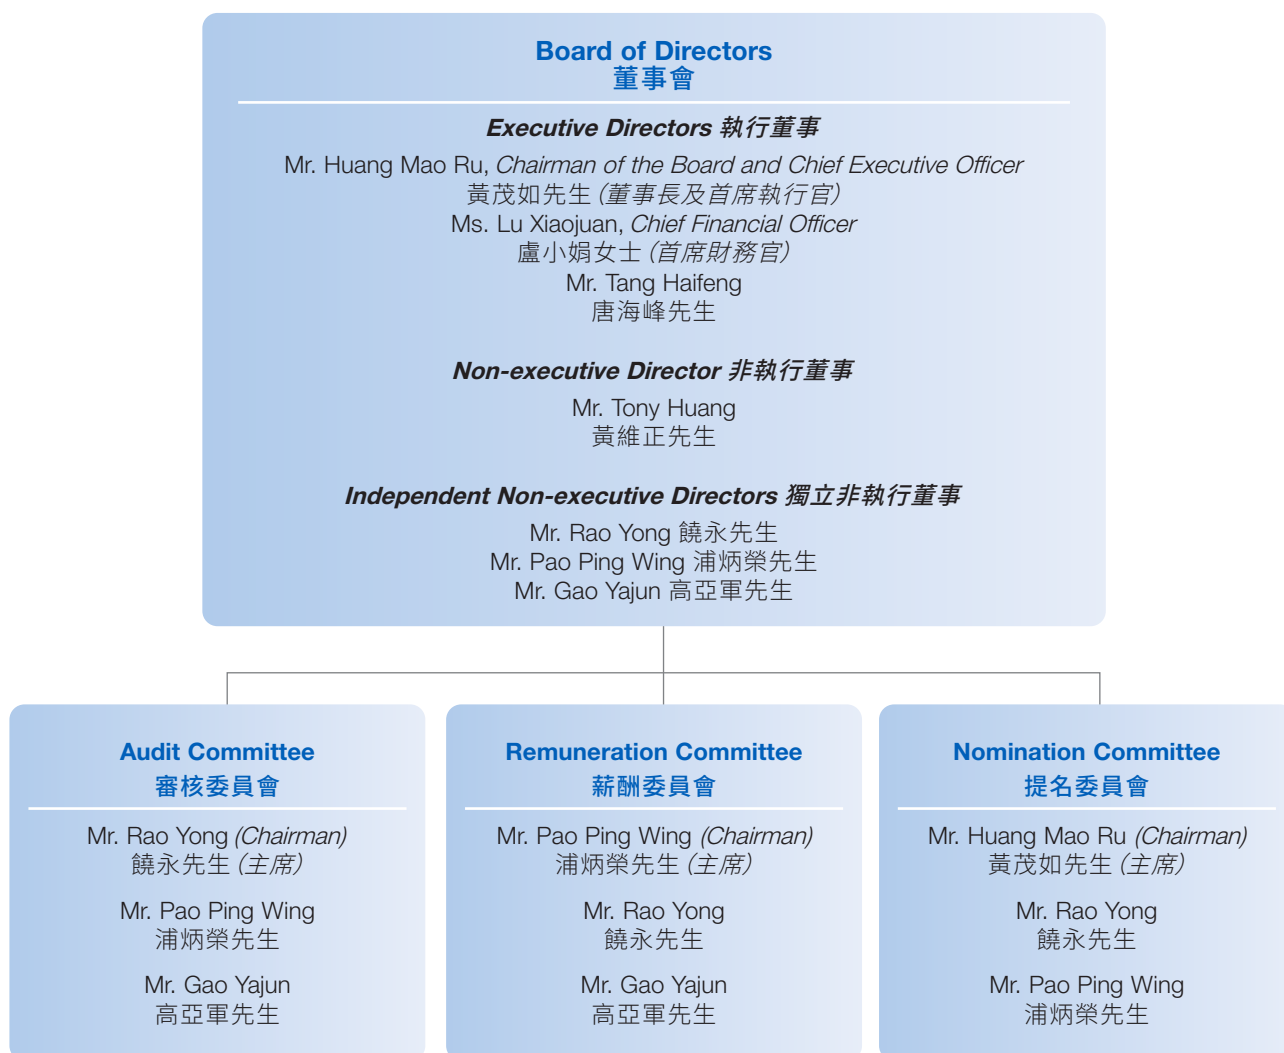 Board of Directors
董事會
Executive Directors 執行董事
Mr. Huang Mao Ru, Chairman of the Board and Chief Executive Officer
黃茂如先生(董事長及首席執行官)
Ms. Lu Xiaojuan, Chief Financial Officer
盧小娟女士(首席財務官)
Mr. Tang Haifeng
唐海峰先生
Non-executive Director 非執行董事
Mr. Tony Huang
黃維正先生
Independent Non-executive Directors 獨立非執行董事
Mr. Rao Yong 饒永先生
Mr. Pao Ping Wing 浦炳榮先生
Mr. Gao Yajun 高亞軍先生
Audit Committee
審核委員會
Mr. Rao Yong (Chairman)
饒永先生(主席)
Mr. Pao Ping Wing
浦炳榮先生
Mr. Gao Yajun
高亞軍先生
Remuneration Committee
薪酬委員會
Mr. Pao Ping Wing (Chairman)
浦炳榮先生(主席)
Mr. Rao Yong
饒永先生
Mr. Gao Yajun
高亞軍先生
Nomination Committee
提名委員會
Mr. Huang Mao Ru (Chairman)
黃茂如先生(主席)
Mr. Rao Yong
饒永先生
Mr. Pao Ping Wing
浦炳榮先生